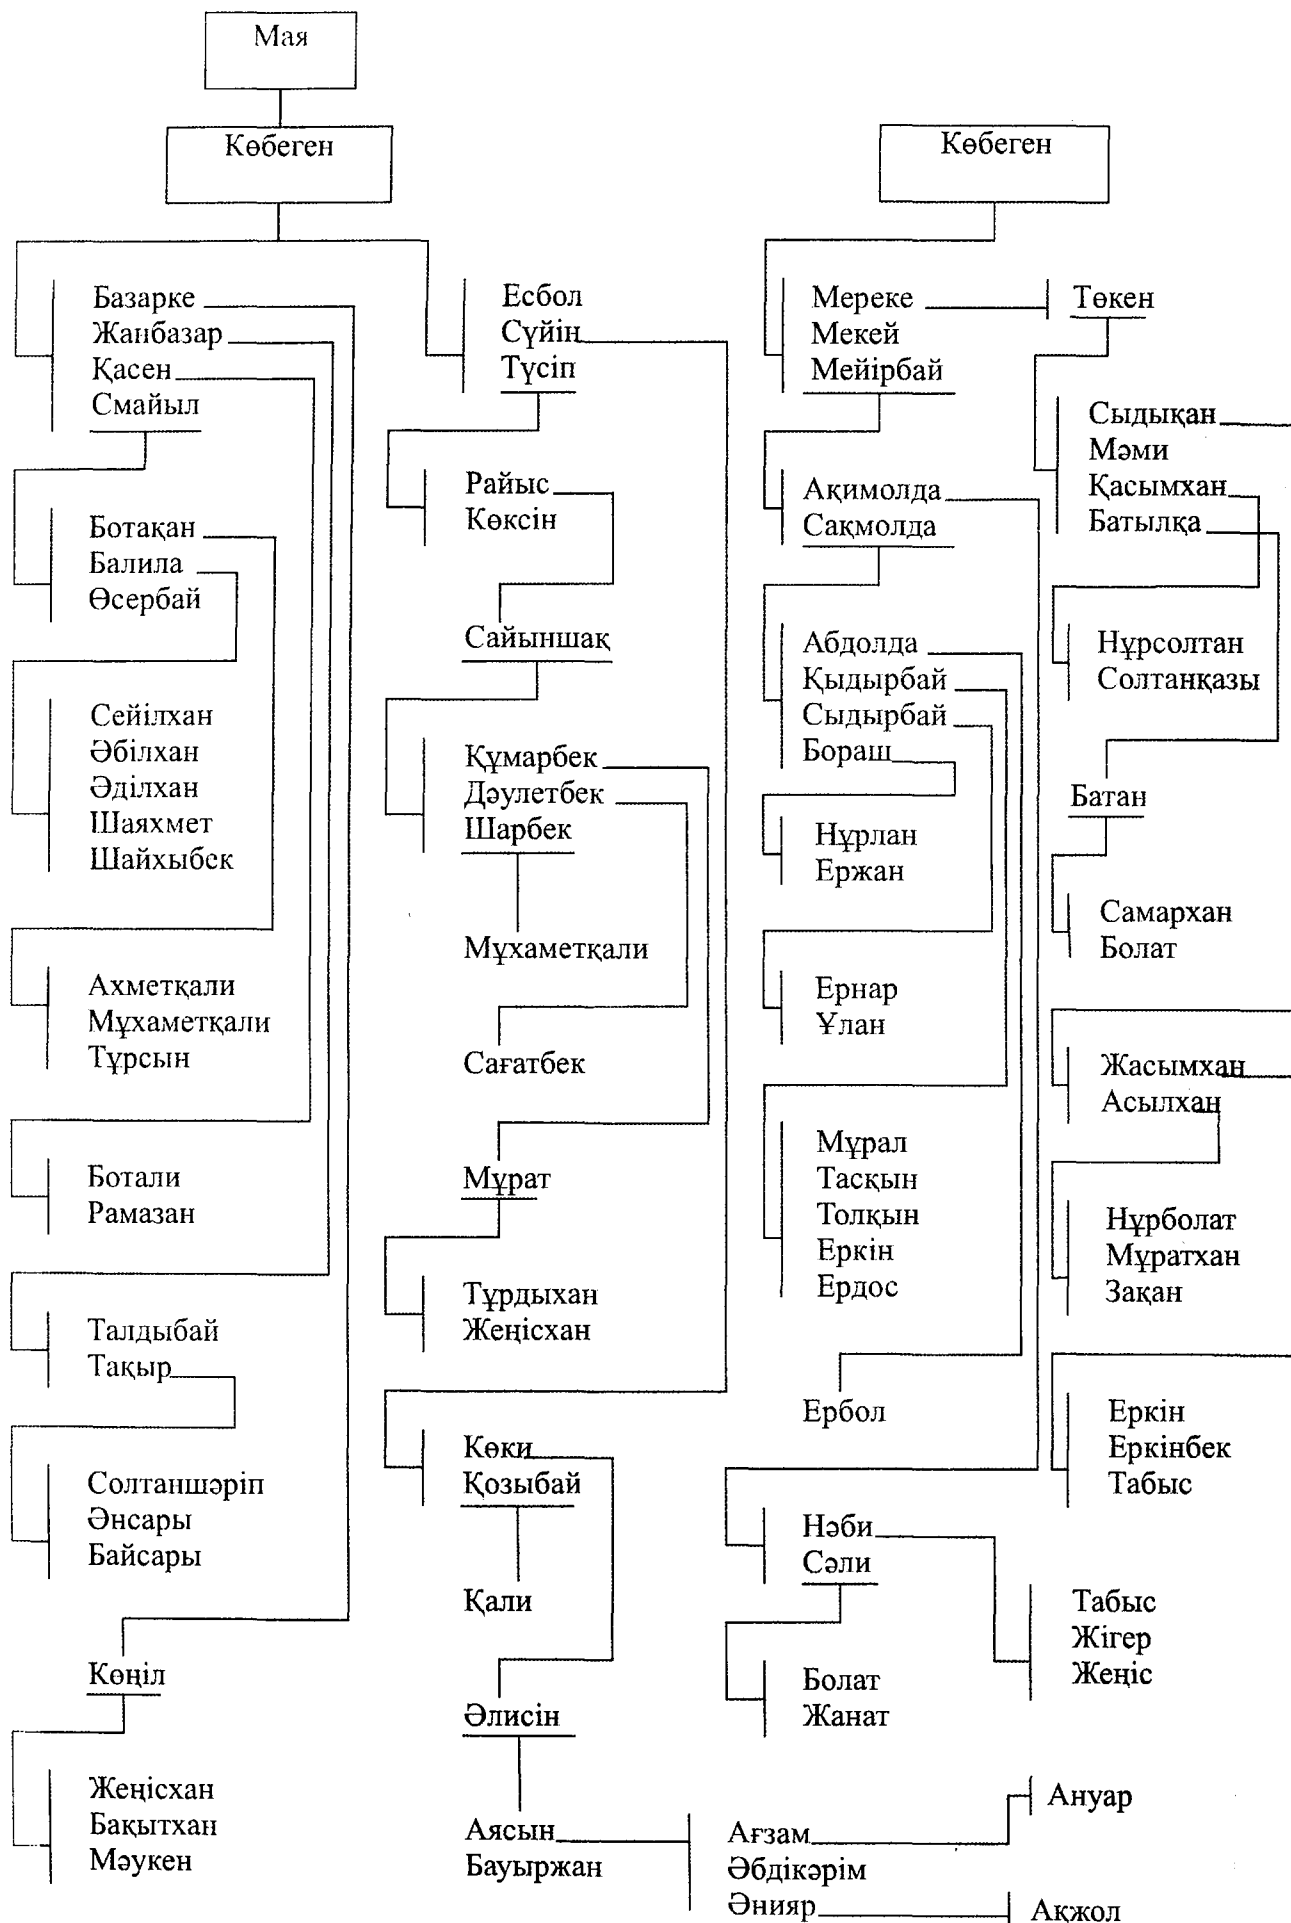 Мая
Көбеген
Базарке
Жанбазар
Қасен
Смайыл
Ботақан
Балила
Өсербай
Сейілхан
Әбілхан
Әділхан
Шаяхмет
Шайхыбек
Ахметқали
Мұхаметқали
Тұрсын
Ботали
Рамазан
Талдыбай
Тақыр
Солтаншәріп
Әнсары
Байсары
Көңіл
Жеңісхан
Бақытхан
Мәукен
Есбол
Сүйін
Түсіп
Райыс
Көксін
Сайыншақ
Құмарбек
Дәулетбек
Шарбек
Мұхаметқали
Сағатбек
Мұрат
Тұрдыхан
Жеңісхан
Көки
Қозыбай
Қали
Әлисін
Аясын
Бауыржан
Ағзам
Әбдікәрім
Әнияр
Ануар
Ақжол
Көбеген
Мереке
Мекей
Мейірбай
Ақимолда
Сақмолда
Абдолда
Қыдырбай
Сыдырбай
Бораш
Нұрлан
Ержан
Ернар
Ұлан
Мұрал
Тасқын
Толқын
Еркін
Ердос
Ербол
Нәби
Сәли
Болат
Жанат
Табыс
Жігер
Жеңіс
Төкен
Сыдықан
Мәми
Қасымхан
Батылқа
Нұрсолтан
Солтанқазы
Батан
Самархан
Болат
Жасымхан
Асылхан
Нұрболат
Мұратхан
Зақан
Еркін
Еркінбек
Табыс